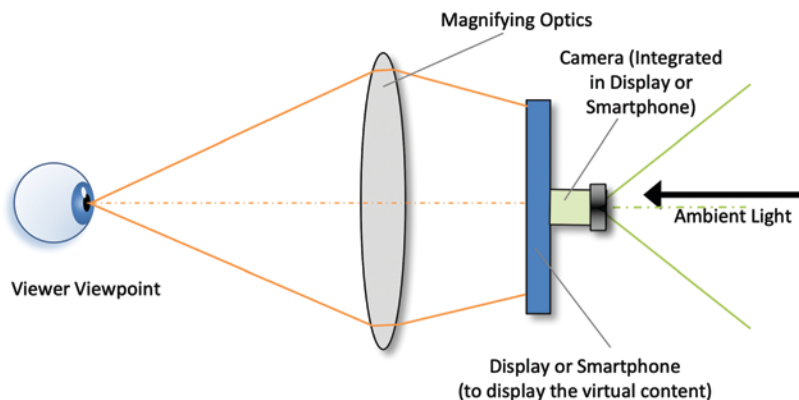 Magnifying Optics
Camera (Integrated
in Display or
Smartphone)
Ambient Light
Viewer Viewpoint
Display or Smartphone
(to display the virtual content)